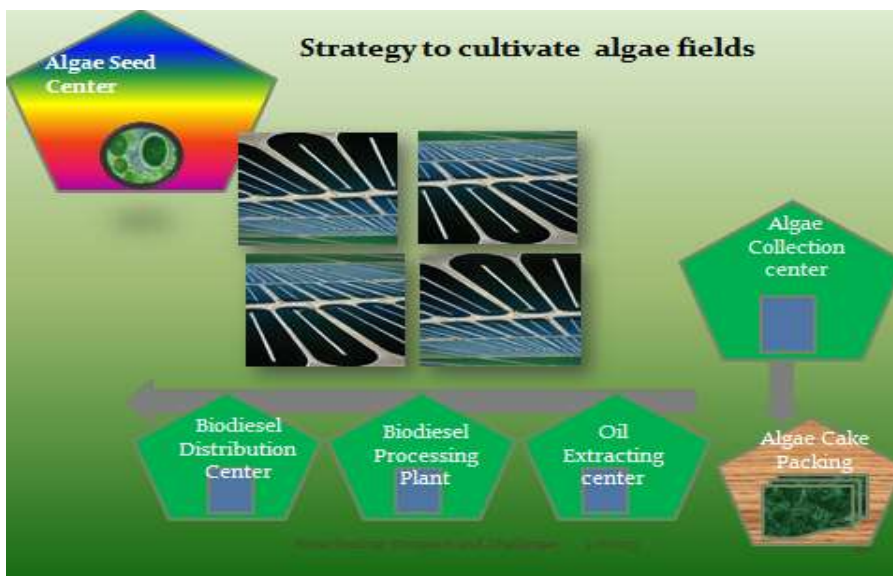 Strategy to cultivate algae fields
Algae Seed
Center
Algae
Collection
center
Biodiesel
Distribution
Center
Biodiesel
Processing
Plant
Oil
Extracting
center
Algae Cake
Packing